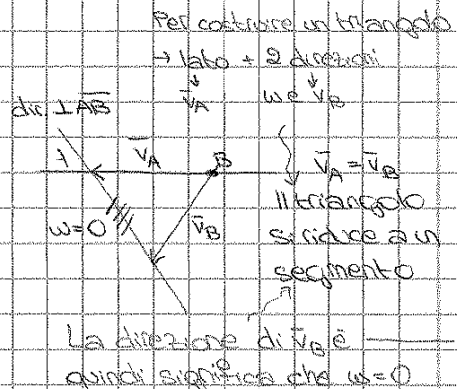 Per costruire un triangolo
→ 1 lato + 2 direzioni
v̅A ω e v̅B
dir. ⊥ A̅B̅
v̅A
B
v̅A = v̅B
Il triangolo
ω=0
v̅B
si riduce a un
segmento
La direzione di v̅B è
quindi significa che ω=0